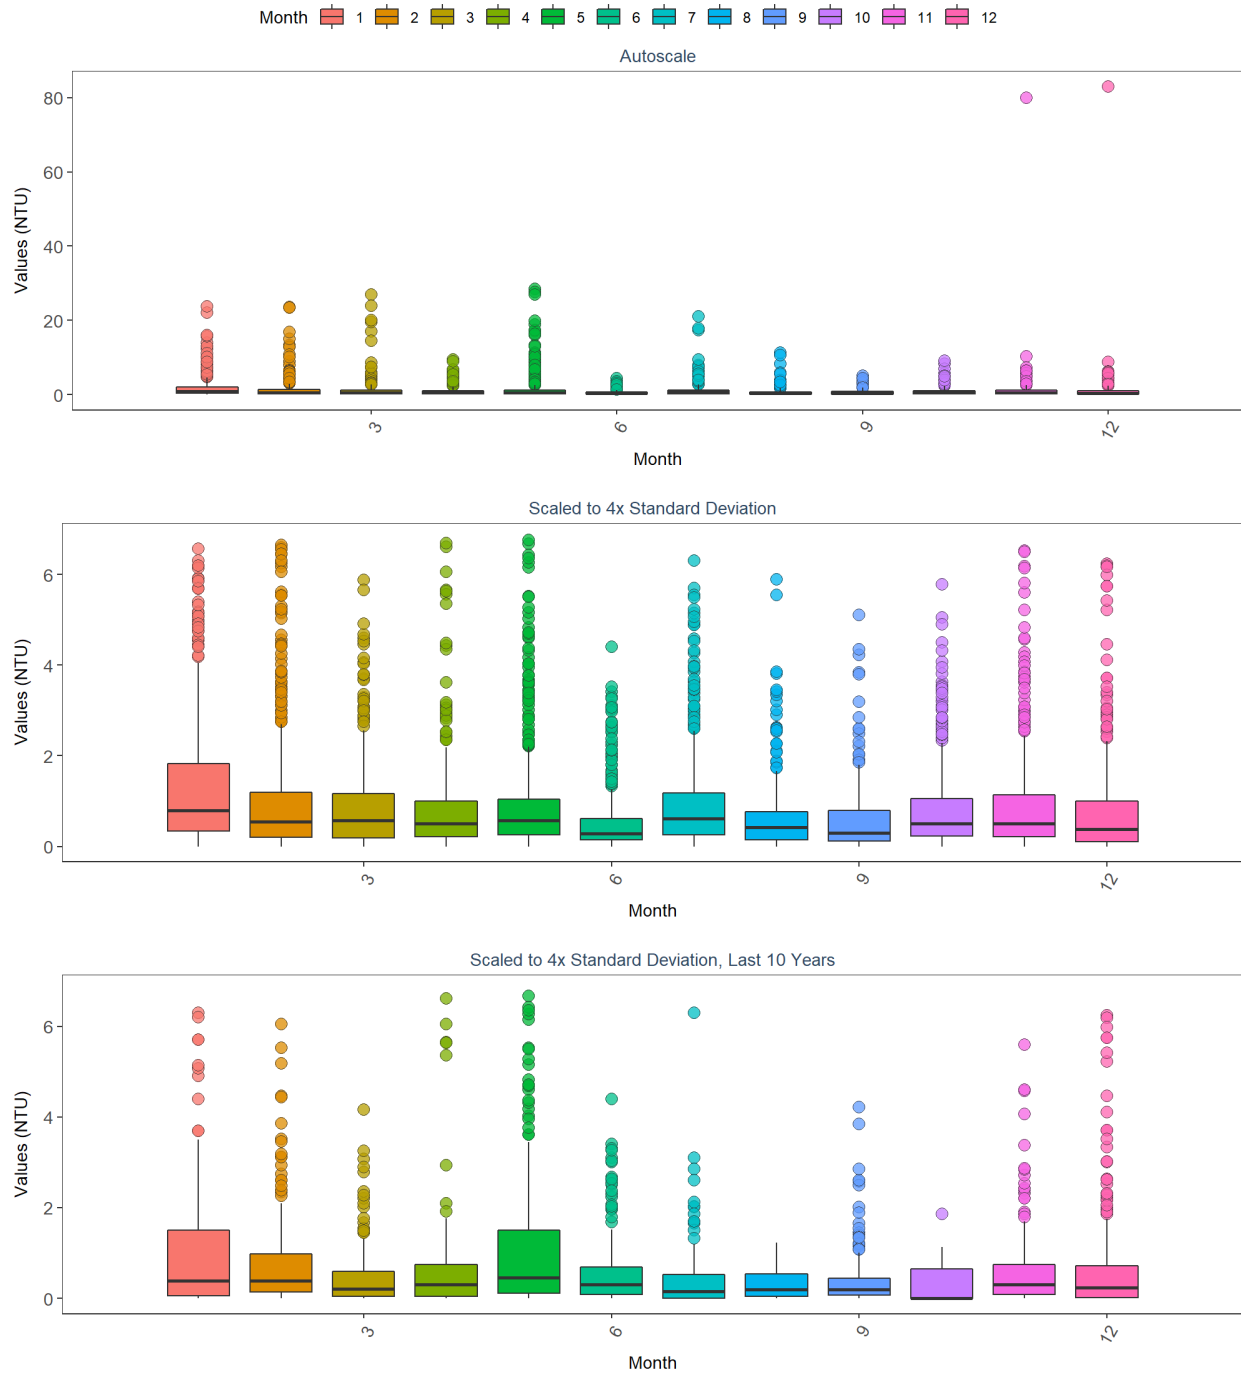 Month 1 2 3 4 5 6 7 8 9 10 11 12
Autoscale
Values (NTU)
80
60
40
20
0
3 6 9 12
Month
Scaled to 4x Standard Deviation
Values (NTU)
6
4
2
0
3 6 9 12
Month
Scaled to 4x Standard Deviation, Last 10 Years
Values (NTU)
6
4
2
0
3 6 9 12
Month